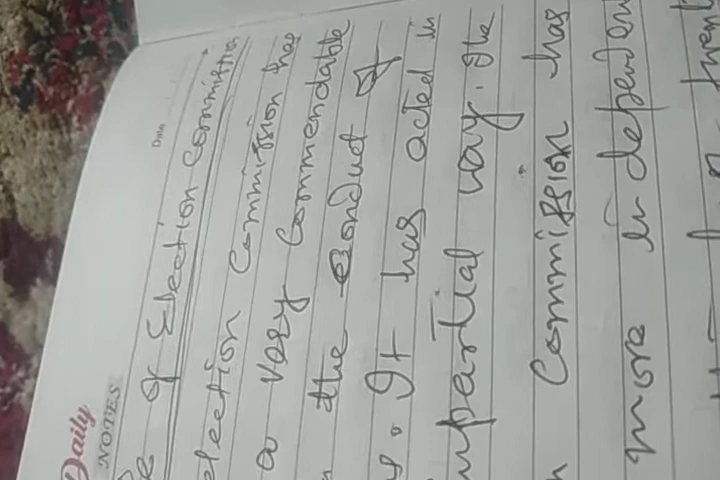 Daily
NOTES
Date
of Election Commission
election Commission has
a very Commendable
the conduct of
It has acted in
impartial way. The
Commission has
more independent